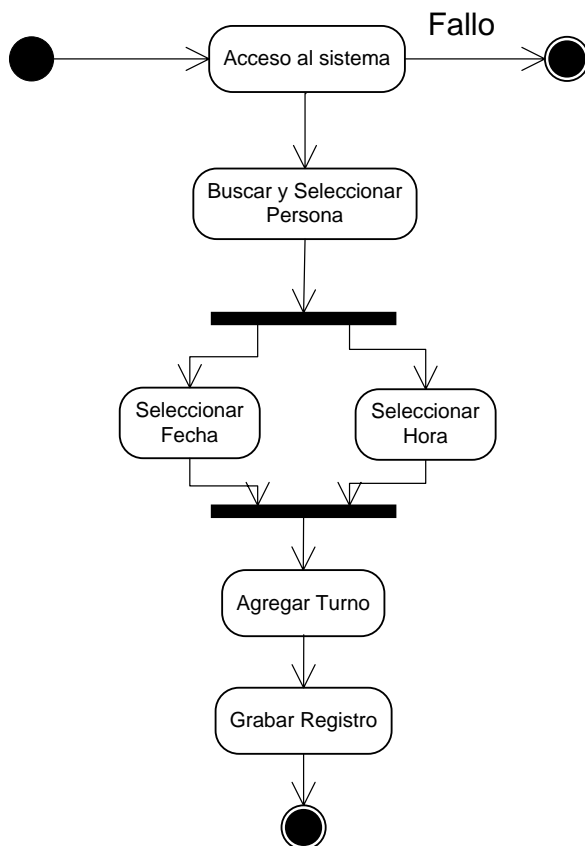 Fallo
Acceso al sistema
Buscar y Seleccionar
Persona
Seleccionar
Fecha
Seleccionar
Hora
Agregar Turno
Grabar Registro